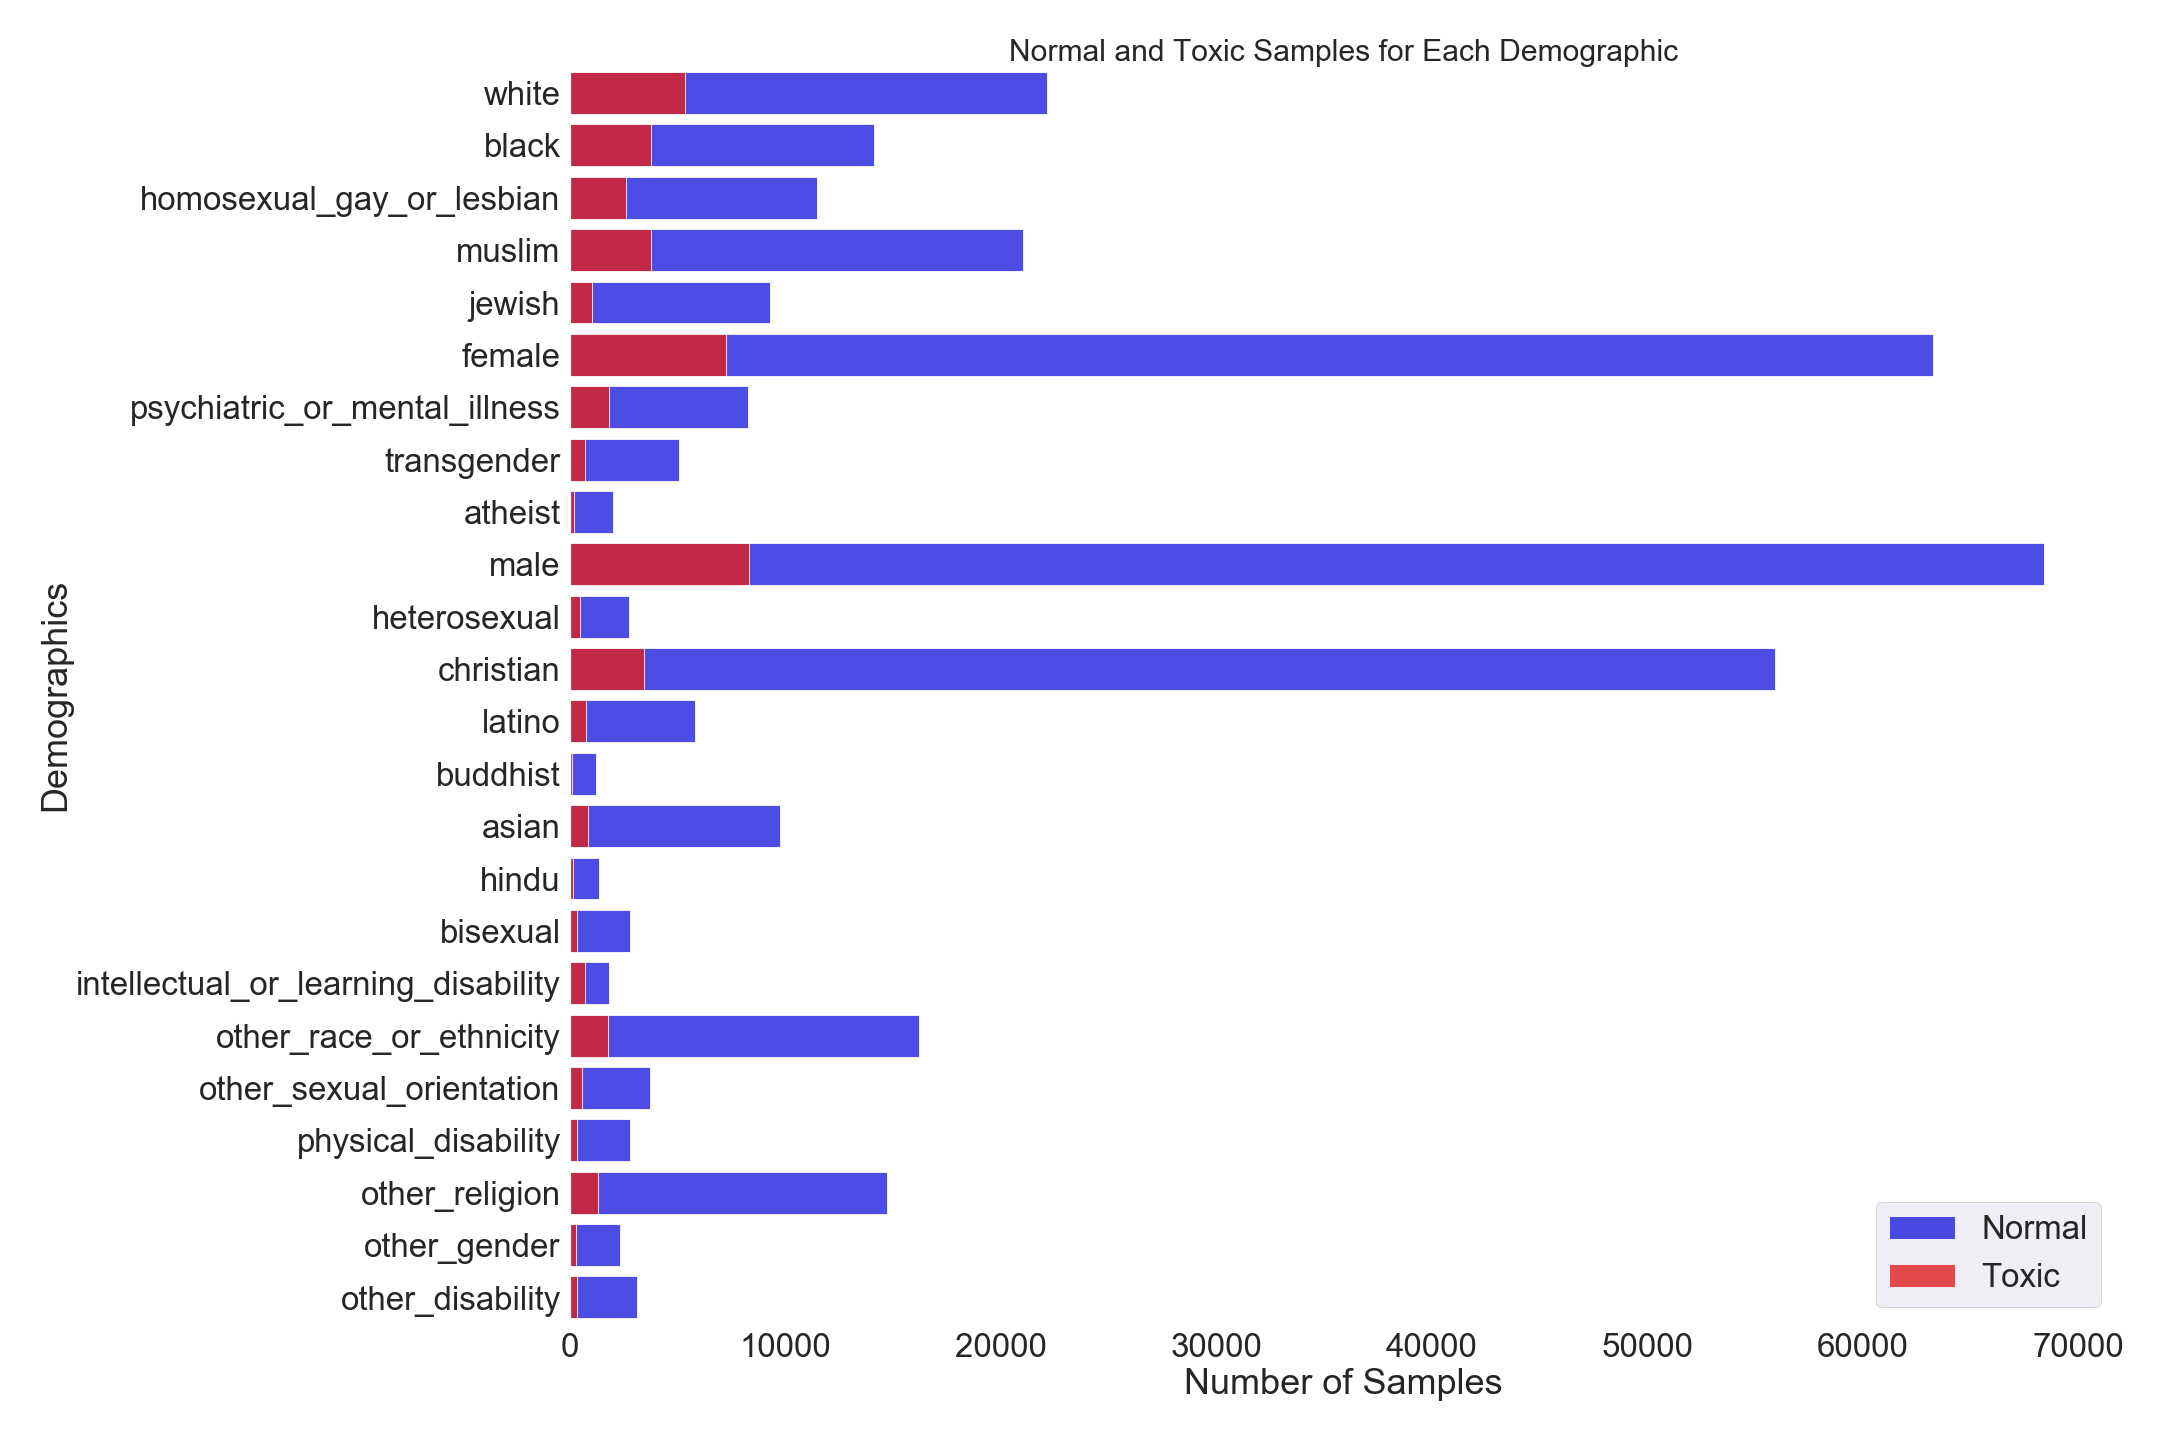 Normal and Toxic Samples for Each Demographic
white
black
homosexual_gay_or_lesbian
muslim
jewish
female
psychiatric_or_mental_illness
transgender
atheist
male
heterosexual
christian
latino
buddhist
asian
hindu
bisexual
intellectual_or_learning_disability
other_race_or_ethnicity
other_sexual_orientation
physical_disability
other_religion
other_gender
other_disability
Demographics
Normal
Toxic
0 10000 20000 30000 40000 50000 60000 70000
Number of Samples